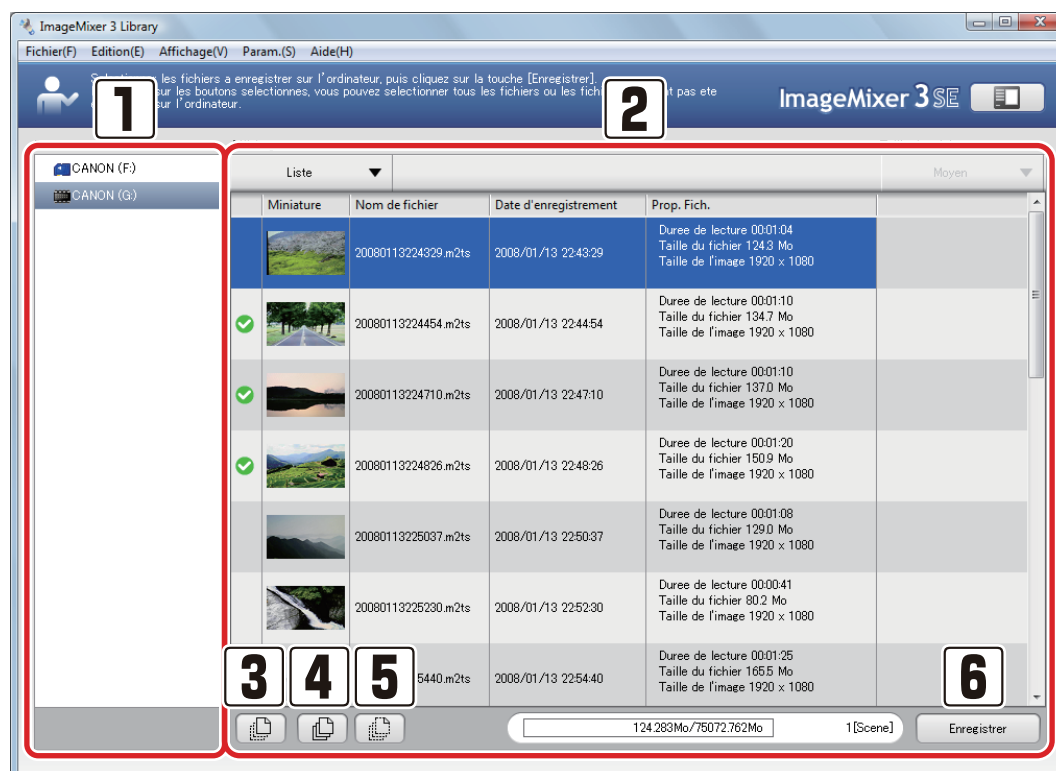 ImageMixer 3 Library
Fichier(F) Edition(E) Affichage(V) Param.(S) Aide(H)
les fichiers a enregistrer sur l'ordinateur, puis cliquez sur la touche [Enregistrer].
sur les boutons selectionnes, vous pouvez selectionner tous les fichiers ou les pas ete
sur l'ordinateur.
ImageMixer 3 SE
1
2
CANON (F:)
CANON (G:)
Liste
Moyen
Miniature Nom de fichier Date d'enregistrement Prop. Fich.
Duree de lecture 00:01:04
20080113224329.m2ts 2008/01/13 22:43:29 Taille du fichier 124.3 Mo
Taille de l'image 1920 x 1080
Duree de lecture 00:01:10
20080113224454.m2ts 2008/01/13 22:44:54 Taille du fichier 134.7 Mo
Taille de l'image 1920 x 1080
Duree de lecture 00:01:10
20080113224710.m2ts 2008/01/13 22:47:10 Taille du fichier 137.0 Mo
Taille de l'image 1920 x 1080
Duree de lecture 00:01:20
20080113224826.m2ts 2008/01/13 22:48:26 Taille du fichier 150.9 Mo
Taille de l'image 1920 x 1080
Duree de lecture 00:01:08
20080113225037.m2ts 2008/01/13 22:50:37 Taille du fichier 129.0 Mo
Taille de l'image 1920 x 1080
Duree de lecture 00:00:41
20080113225230.m2ts 2008/01/13 22:52:30 Taille du fichier 80.2 Mo
Taille de l'image 1920 x 1080
Duree de lecture 00:01:25
5440.m2ts 2008/01/13 22:54:40 Taille du fichier 165.5 Mo
Taille de l'image 1920 x 1080
3
4
5
6
124.283Mo/75072.762Mo 1[Scene] Enregistrer